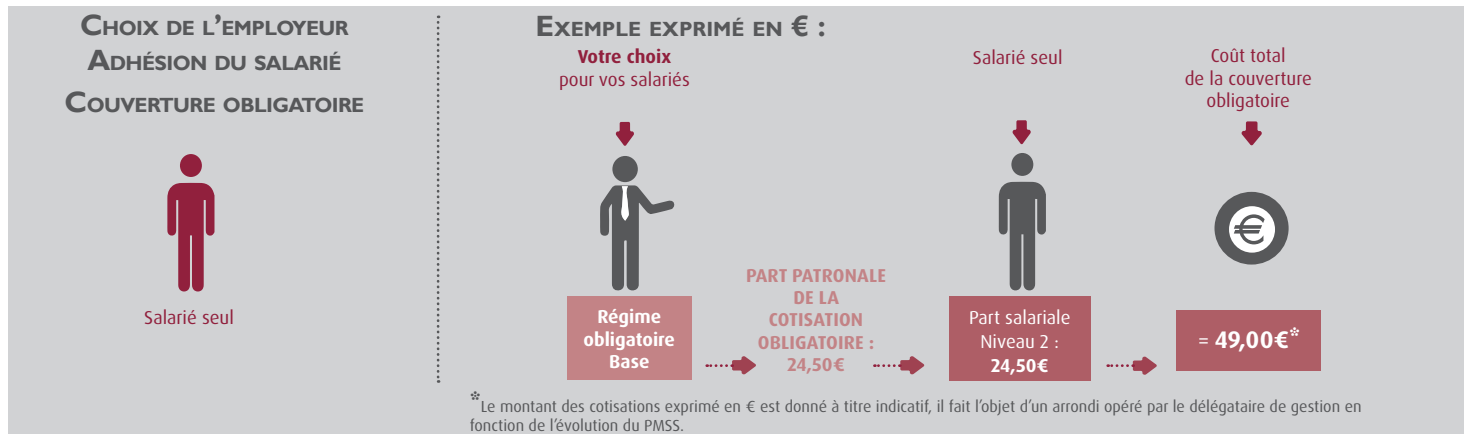 CHOIX DE L'EMPLOYEUR
ADHÉSION DU SALARIÉ
COUVERTURE OBLIGATOIRE
Salarié seul
EXEMPLE EXPRIMÉ EN € :
Votre choix
pour vos salariés
Salarié seul
Coût total
de la couverture
obligatoire
€
Régime
obligatoire
Base
PART PATRONALE
DE LA
COTISATION
OBLIGATOIRE :
24,50€
Part salariale
Niveau 2 :
24,50€
= 49,00€*
*Le montant des cotisations exprimé en € est donné à titre indicatif, il fait l'objet d'un arrondi opéré par le délégataire de gestion en
fonction de l'évolution du PMSS.